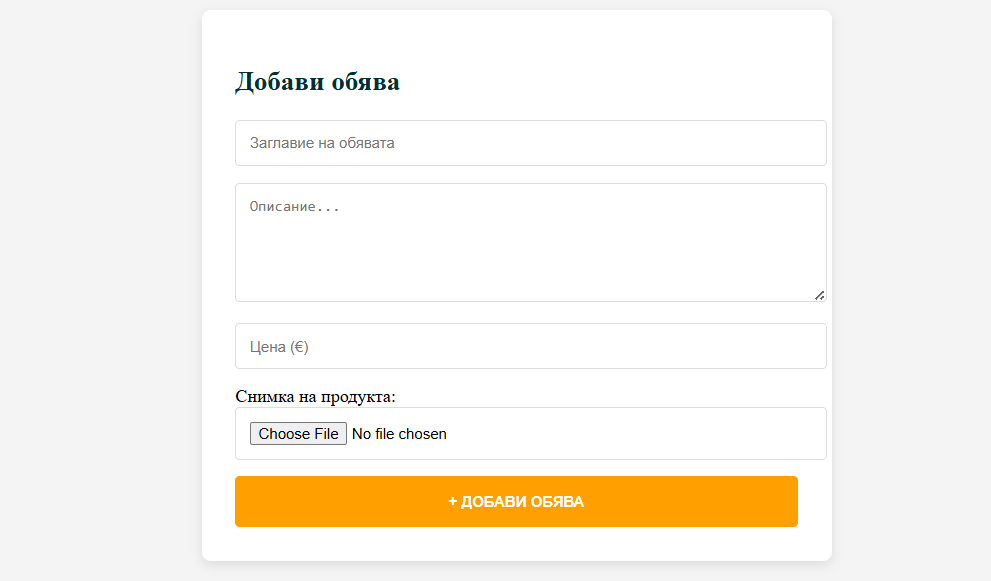 Добави обява
Заглавие на обявата
Описание...
Цена (€)
Снимка на продукта:
Choose File No file chosen
+ ДОБАВИ ОБЯВА